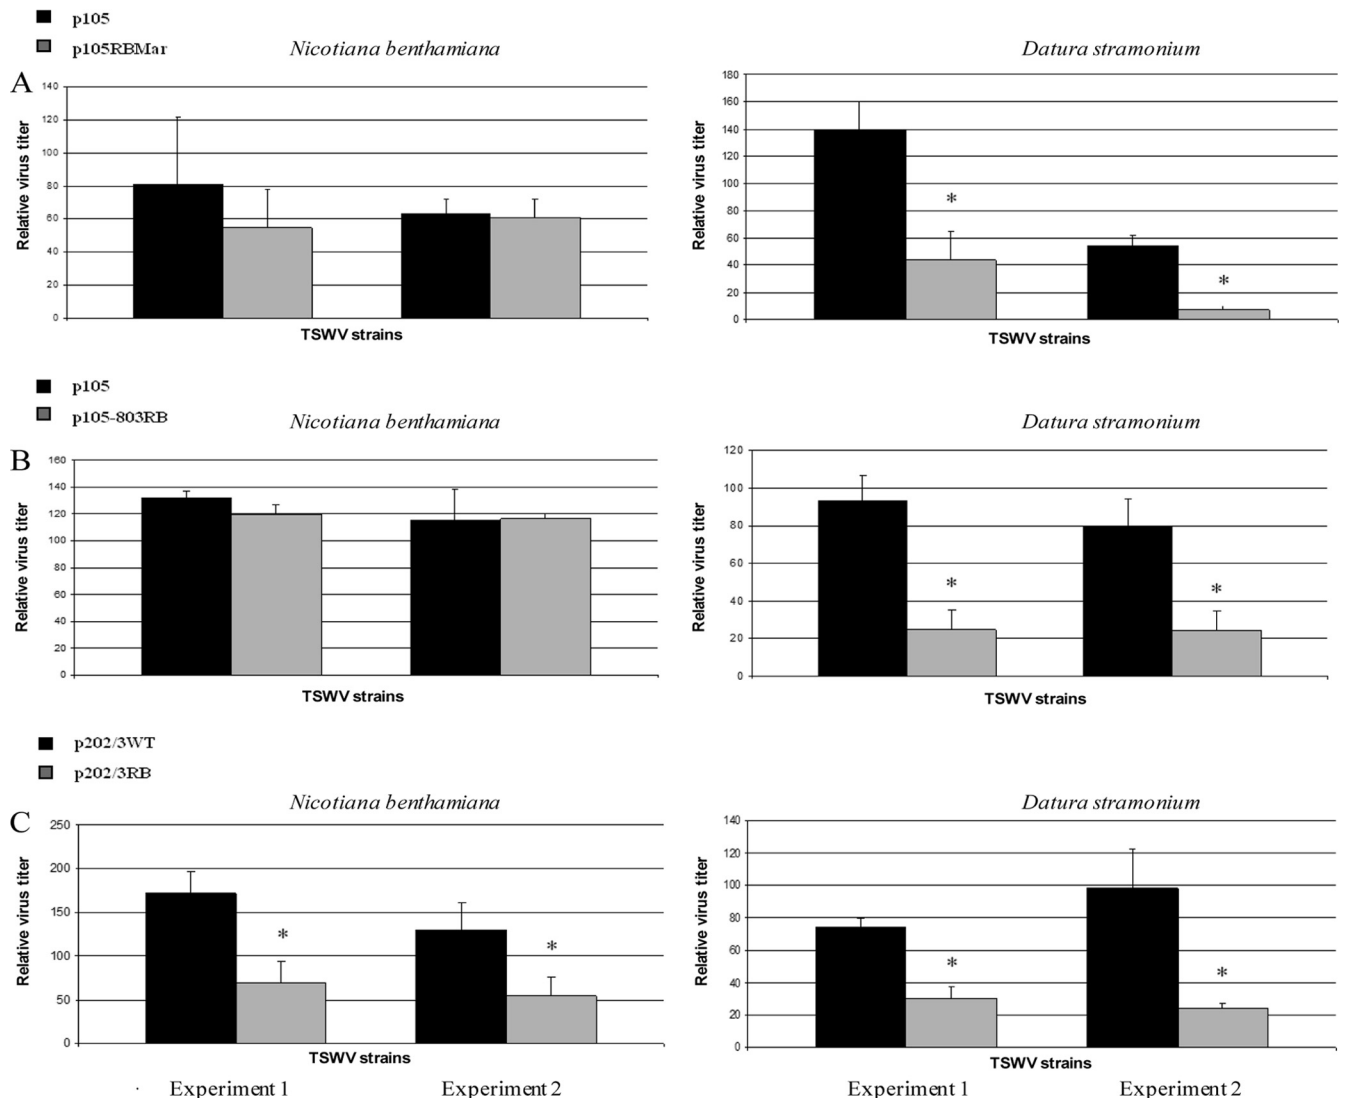 p105
p105RBMar
Nicotiana benthamiana
Datura stramonium
A
Relative virus titer
140
120
100
80
60
40
20
0
TSWV strains
Relative virus titer
180
160
140
120
100
80
60
40
20
0
*
*
TSWV strains
p105
p105-803RB
Nicotiana benthamiana
Datura stramonium
B
Relative virus titer
160
140
120
100
80
60
40
20
0
TSWV strains
Relative virus titer
120
100
80
60
40
20
0
*
*
TSWV strains
p202/3WT
p202/3RB
Nicotiana benthamiana
Datura stramonium
C
Relative virus titer
250
200
150
100
50
0
*
*
TSWV strains
Relative virus titer
140
120
100
80
60
40
20
0
*
*
TSWV strains
Experiment 1
Experiment 2
Experiment 1
Experiment 2